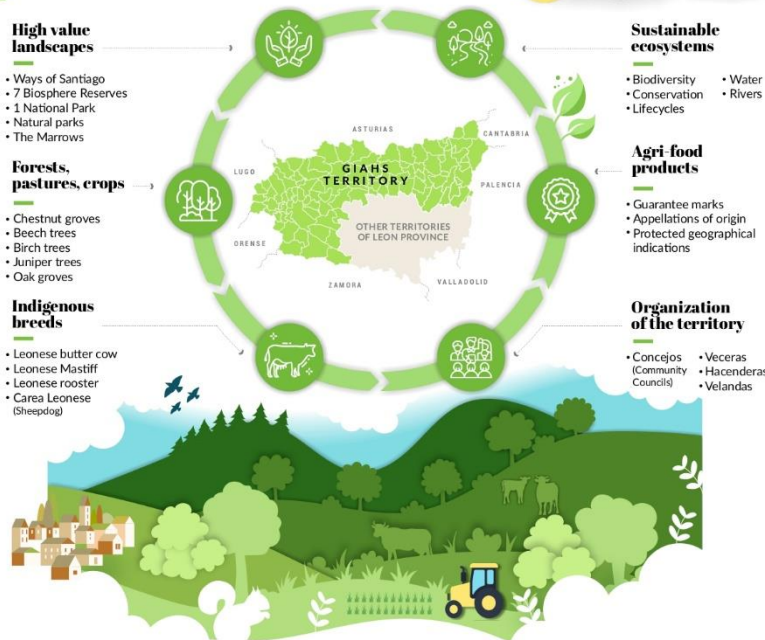 High value
landscapes
• Ways of Santiago
• 7 Biosphere Reserves
• 1 National Park
• Natural parks
• The Marrows
Forests,
pastures, crops
• Chestnut groves
• Beech trees
• Birch trees
• Juniper trees
• Oak groves
Indigenous
breeds
• Leonese butter cow
• Leonese Mastiff
• Leonese rooster
• Carea Leonese
(Sheepdog)
ASTURIAS
CANTABRIA
LUGO
GIAHS
TERRITORY
PALENCIA
OTHER TERRITORIES
OF LEON PROVINCE
ORENSE
ZAMORA
VALLADOLID
Sustainable
ecosystems
• Biodiversity
• Conservation
• Lifecycles
• Water
• Rivers
Agri-food
products
• Guarantee marks
• Appellations of origin
• Protected geographical
indications
Organization
of the territory
• Concejos
(Community
Councils)
• Veceras
• Hacenderas
• Velandas